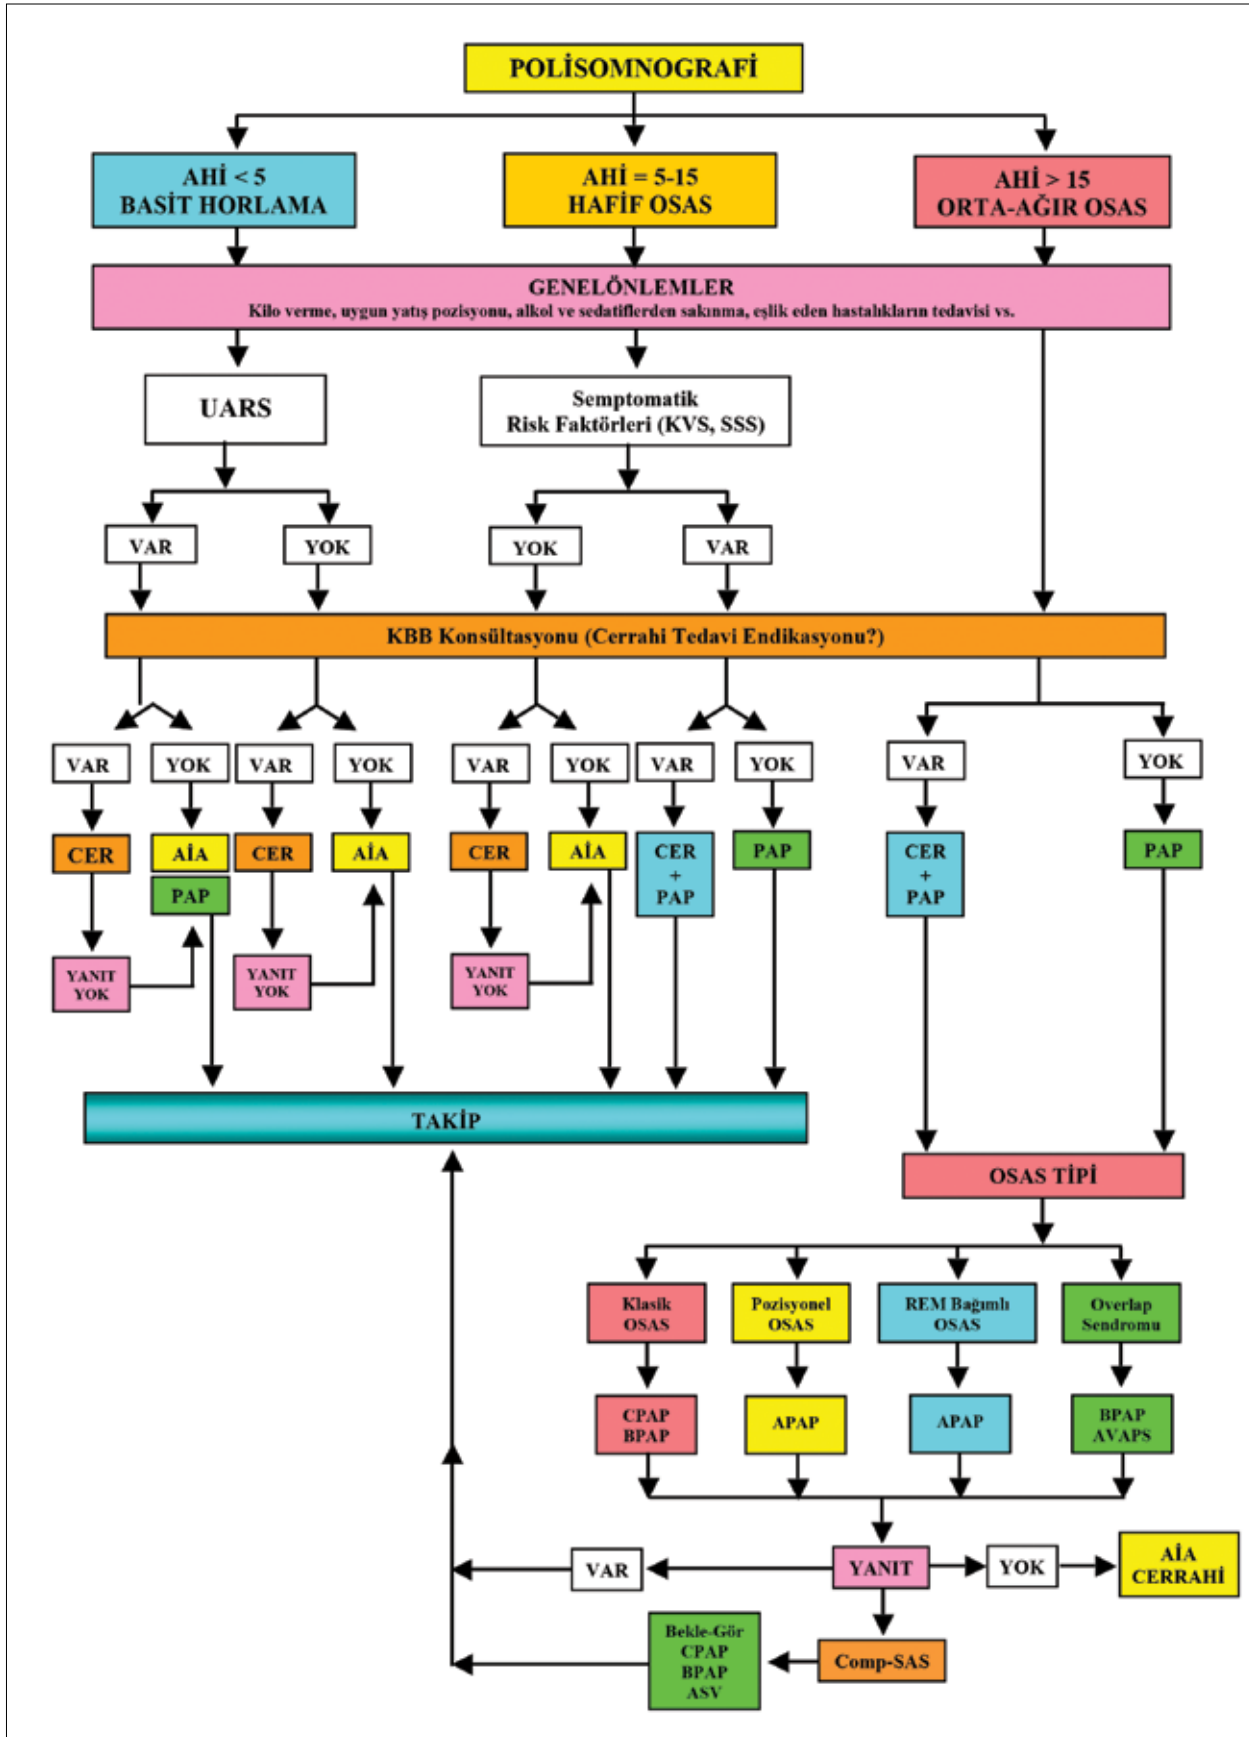 POLİSOMNOGRAFİ
AHİ < 5
BASİT HORLAMA
AHİ = 5-15
HAFİF OSAS
AHİ > 15
ORTA-AĞIR OSAS
GENELÖNLEMLER
Kilo verme, uygun yatış pozisyonu, alkol ve sedatiflerden sakınma, eşlik eden hastalıkların tedavisi vs.
UARS
Semptomatik
Risk Faktörleri (KVS, SSS)
VAR
YOK
YOK
VAR
KBB Konsültasyonu (Cerrahi Tedavi Endikasyonu?)
VAR
YOK
VAR
YOK
VAR
YOK
VAR
YOK
VAR
YOK
CER
AİA
PAP
CER
AİA
CER
AİA
CER
+
PAP
PAP
CER
+
PAP
PAP
YANIT
YOK
YANIT
YOK
YANIT
YOK
TAKİP
OSAS TİPİ
Klasik
OSAS
Pozisyonel
OSAS
REM Bağımlı
OSAS
Overlap
Sendromu
CPAP
BPAP
APAP
APAP
BPAP
AVAPS
VAR
YANIT
YOK
AİA
CERRAHİ
Bekle-Gör
CPAP
BPAP
ASV
Comp-SAS